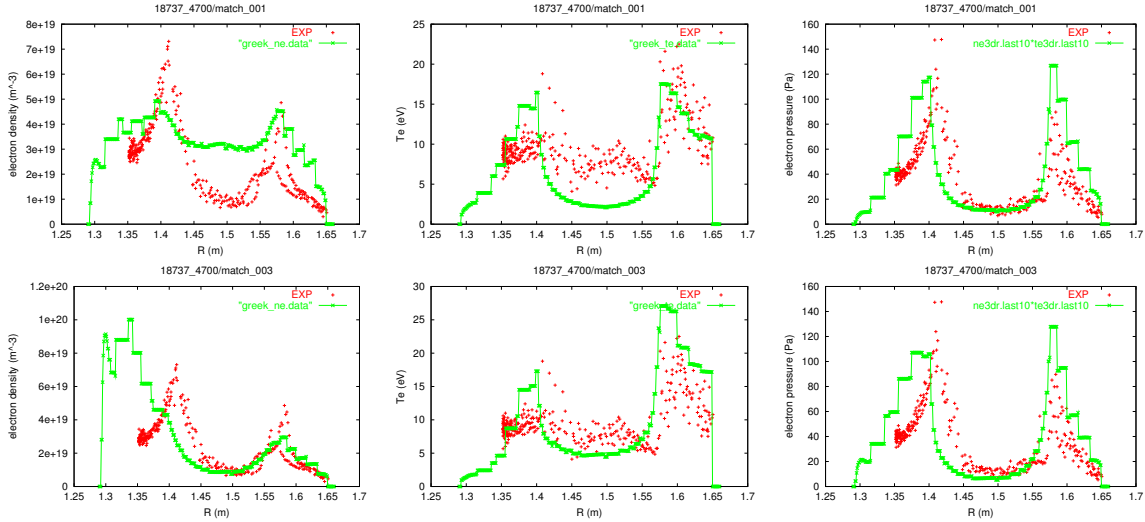 18737_4700/match_001
8e+19
7e+19
6e+19
5e+19
4e+19
3e+19
2e+19
1e+19
0
electron density (m^-3)
EXP
"greek_ne.data"
1.25 1.3 1.35 1.4 1.45 1.5 1.55 1.6 1.65 1.7
R (m)
18737_4700/match_001
25
20
15
10
5
0
Te (eV)
EXP
"greek_te.data"
1.25 1.3 1.35 1.4 1.45 1.5 1.55 1.6 1.65 1.7
R (m)
18737_4700/match_001
160
140
120
100
80
60
40
20
0
electron pressure (Pa)
EXP
ne3dr.last10*te3dr.last10
1.25 1.3 1.35 1.4 1.45 1.5 1.55 1.6 1.65 1.7
R (m)
18737_4700/match_003
1.2e+20
1e+20
8e+19
6e+19
4e+19
2e+19
0
electron density (m^-3)
EXP
"greek_ne.data"
1.25 1.3 1.35 1.4 1.45 1.5 1.55 1.6 1.65 1.7
R (m)
18737_4700/match_003
30
25
20
15
10
5
0
Te (eV)
EXP
"greek_te.data"
1.25 1.3 1.35 1.4 1.45 1.5 1.55 1.6 1.65 1.7
R (m)
18737_4700/match_003
160
140
120
100
80
60
40
20
0
electron pressure (Pa)
EXP
ne3dr.last10*te3dr.last10
1.25 1.3 1.35 1.4 1.45 1.5 1.55 1.6 1.65 1.7
R (m)